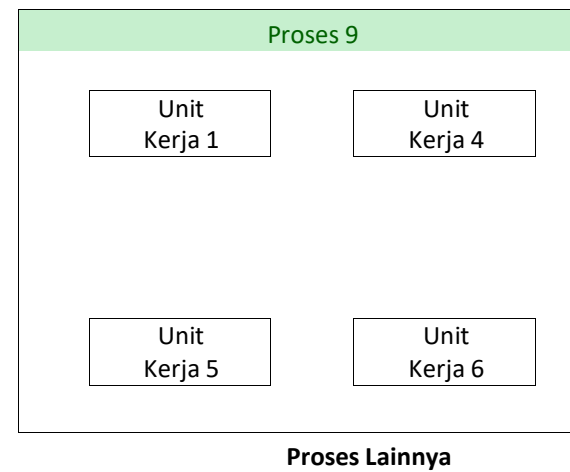 Proses 9
Unit
Kerja 1
Unit
Kerja 4
Unit
Kerja 5
Unit
Kerja 6
Proses Lainnya